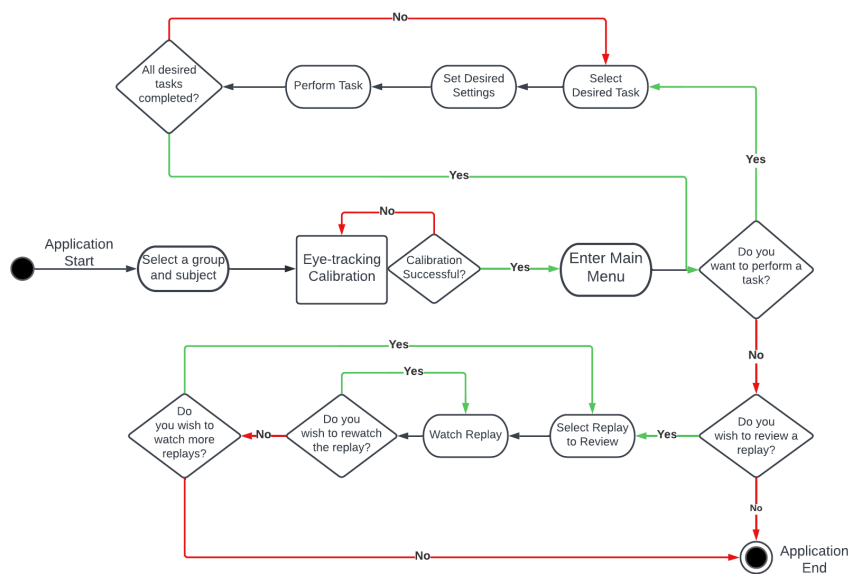 No
All desired
tasks
completed?
Perform Task
Set Desired
Settings
Select
Desired Task
Yes
Yes
Application
Start
Select a group
and subject
No
Eye-tracking
Calibration
Calibration
Successful?
Yes
Enter Main
Menu
Do you
want to perform a
task?
No
Yes
Yes
Do
you wish to
watch more
replays?
No
Do you
wish to rewatch
the replay?
Watch Replay
Select Replay
to Review
Yes
Do you
wish to review a
replay?
No
No
Application
End